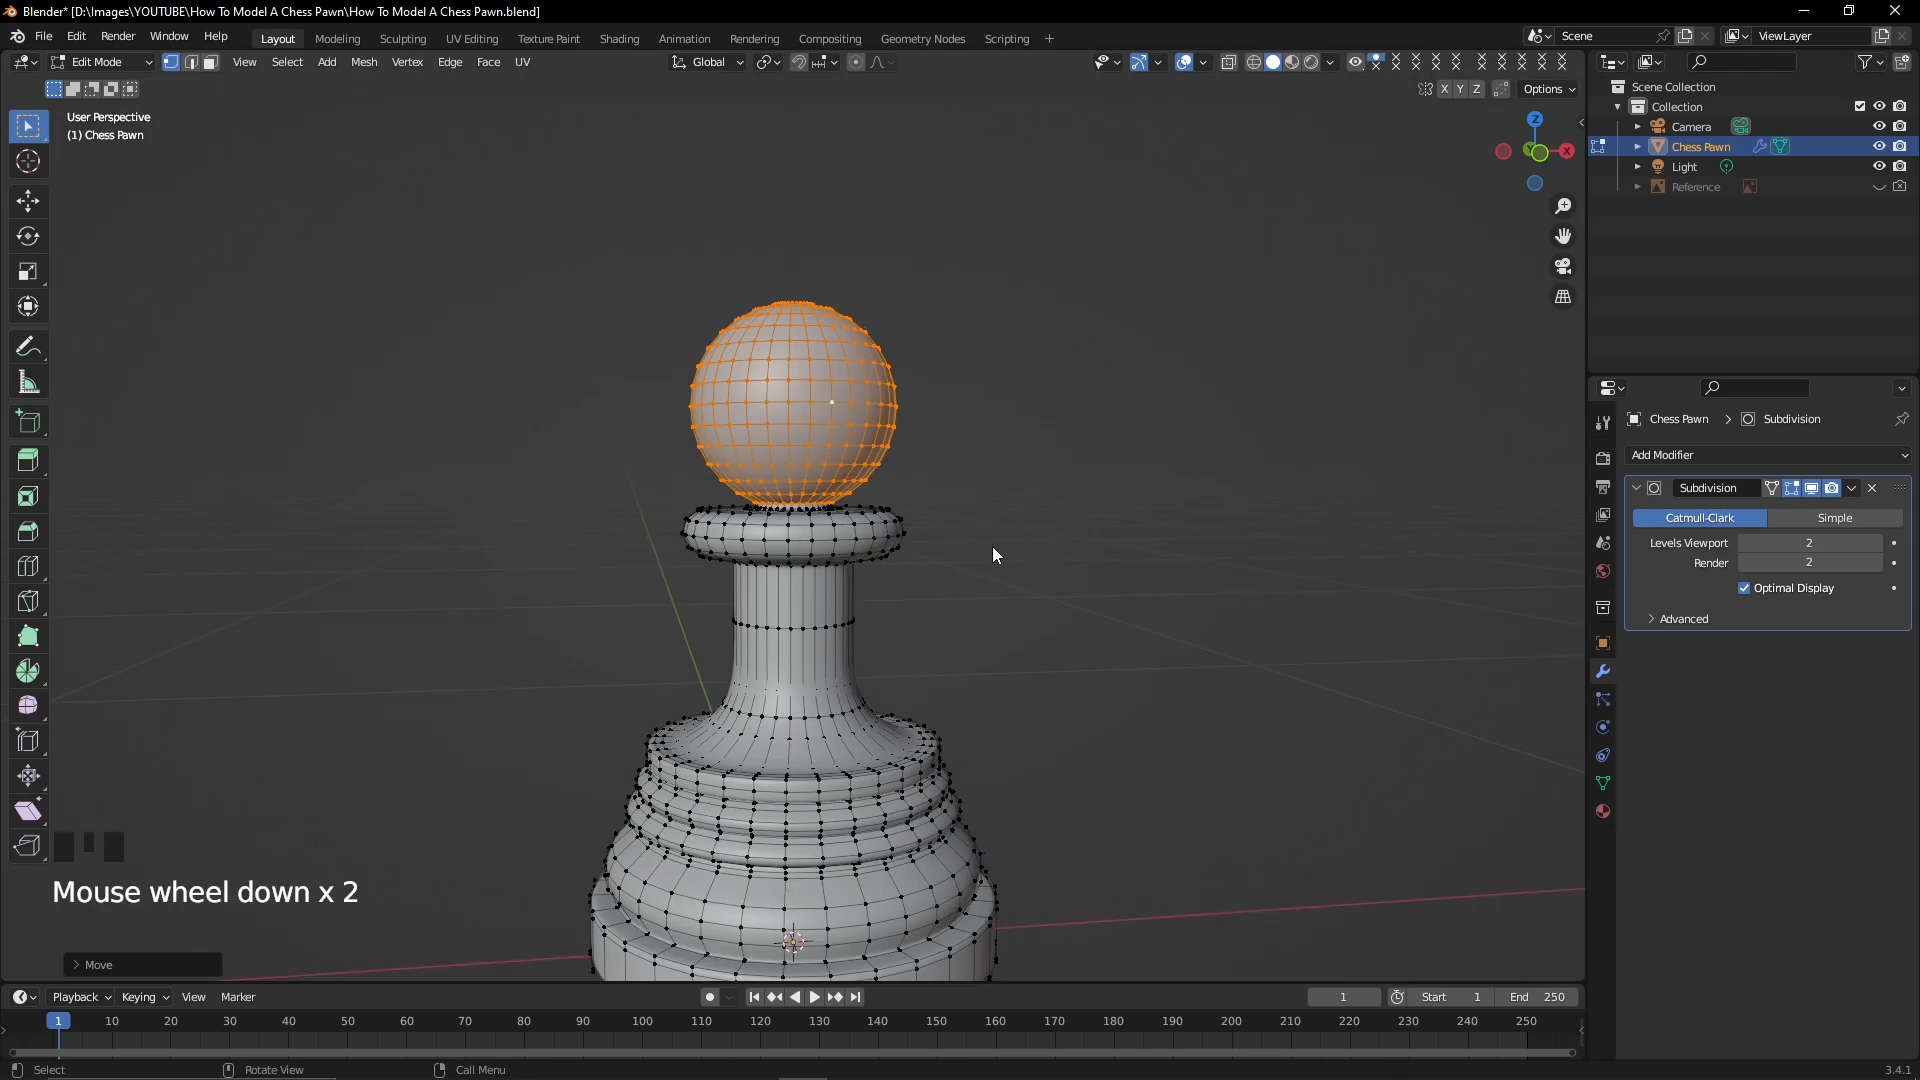 Blender* [D:\Images\YOUTUBE\How To Model A Chess Pawn\How To Model A Chess Pawn.blend]
File Edit Render Window Help Layout Modeling Sculpting UV Editing Texture Paint Shading Animation Rendering Compositing Geometry Nodes Scripting + Scene ViewLayer
Edit Mode View Select Add Mesh Vertex Edge Face UV Global
X Y Z Options
User Perspective
(1) Chess Pawn
Z
X
Scene Collection
Collection
Camera
Chess Pawn
Light
Reference
Chess Pawn > Subdivision
Add Modifier
Subdivision
Catmull-Clark Simple
Levels Viewport 2
Render 2
Optimal Display
Advanced
Mouse wheel down x 2
> Move
Playback Keying View Marker 1 Start 1 End 250
1 10 20 30 40 50 60 70 80 90 100 110 120 130 140 150 160 170 180 190 200 210 220 230 240 250
Select Rotate View Call Menu 3.4.1